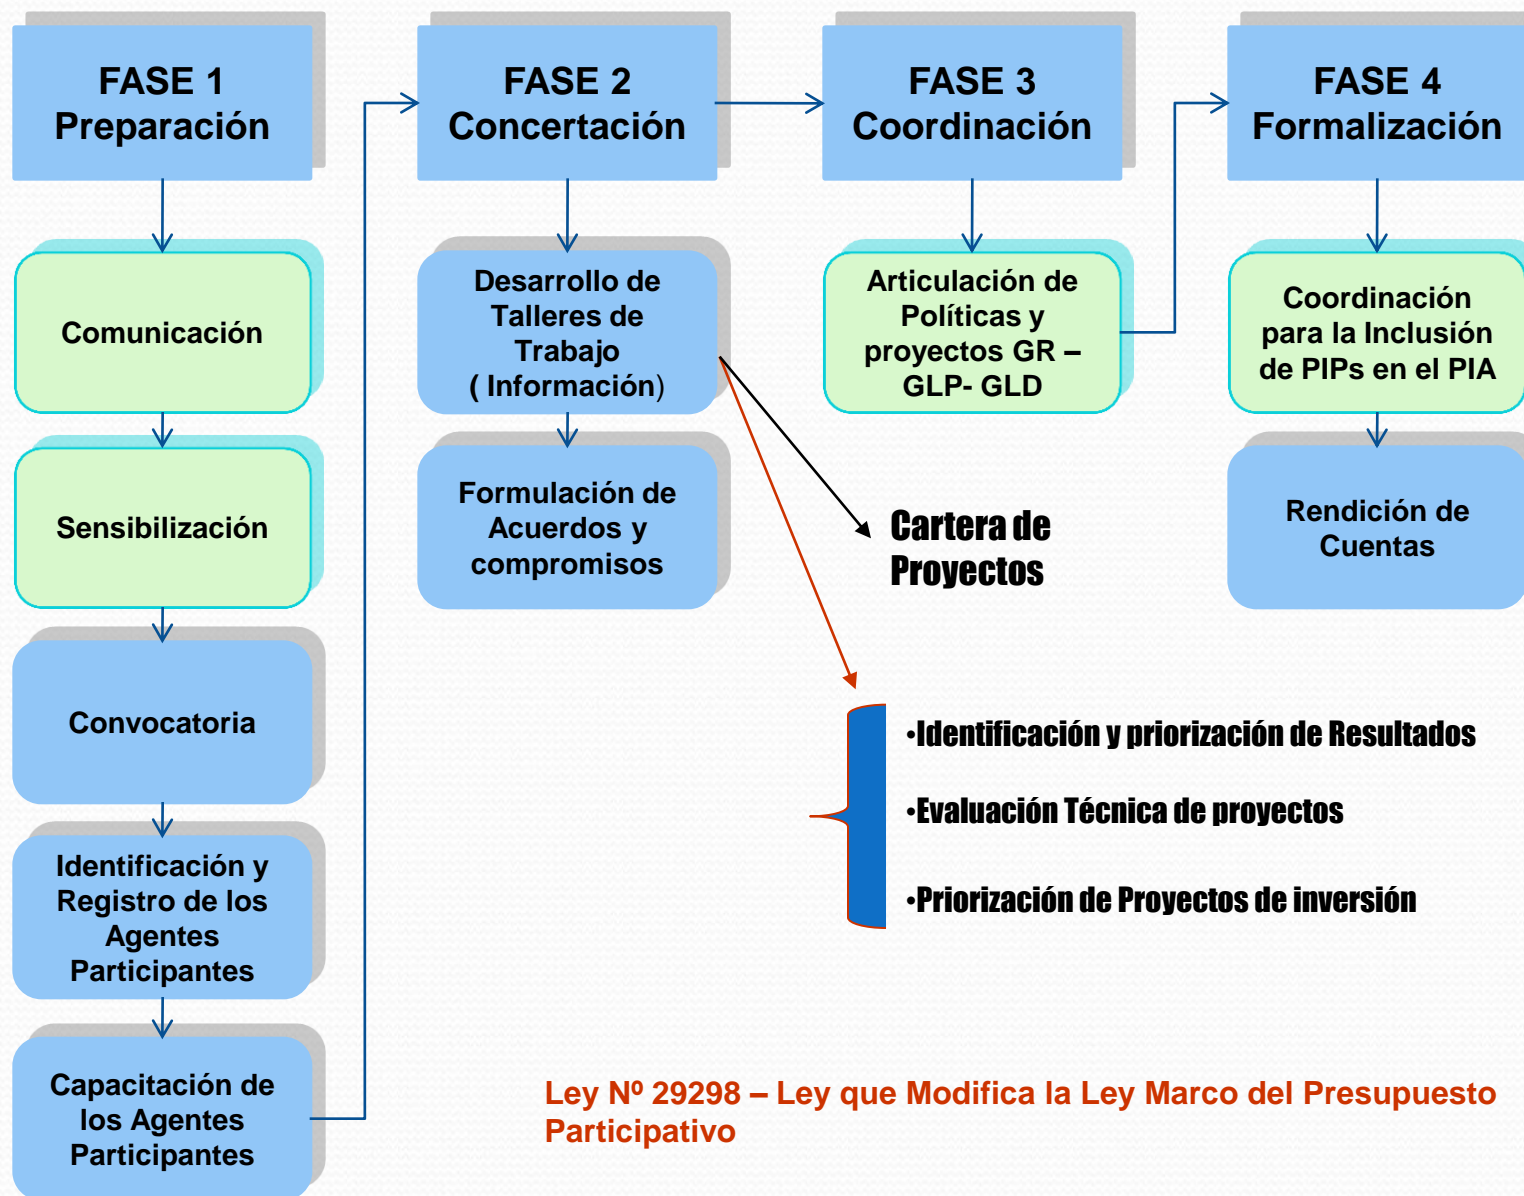 FASE 1
Preparación
Comunicación
Sensibilización
Convocatoria
Identificación y
Registro de los
Agentes
Participantes
Capacitación de
los Agentes
Participantes
FASE 2
Concertación
Desarrollo de
Talleres de
Trabajo
( Información)
Formulación de
Acuerdos y
compromisos
FASE 3
Coordinación
Articulación de
Políticas y
proyectos GR –
GLP- GLD
FASE 4
Formalización
Coordinación
para la Inclusión
de PIPs en el PIA
Rendición de
Cuentas
Cartera de
Proyectos
•Identificación y priorización de Resultados
•Evaluación Técnica de proyectos
•Priorización de Proyectos de inversión
Ley Nº 29298 – Ley que Modifica la Ley Marco del Presupuesto
Participativo